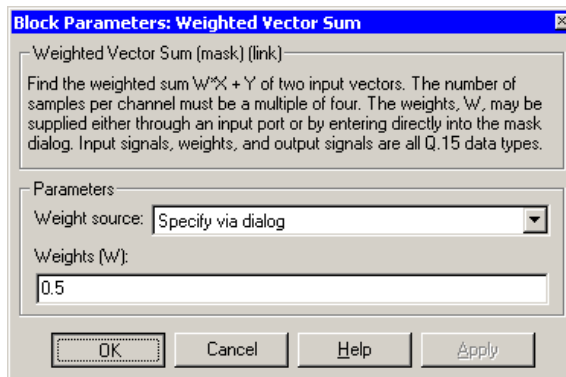 Block Parameters: Weighted Vector Sum
Weighted Vector Sum (mask) (link)
Find the weighted sum W*X + Y of two input vectors. The number of
samples per channel must be a multiple of four. The weights, W, may be
supplied either through an input port or by entering directly into the mask
dialog. Input signals, weights, and output signals are all Q.15 data types.
Parameters
Weight source: Specify via dialog
Weights (W):
0.5
OK Cancel Help Apply